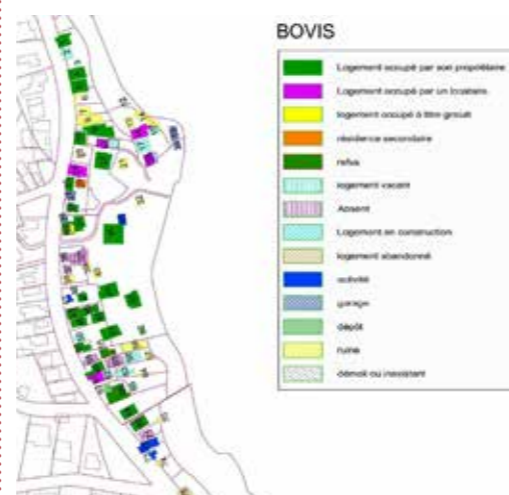 BOVIS
Logement occupé par son propriétaire
Logement occupé par un locataire
logement occupé à titre gratuit
résidence secondaire
refus
logement vacant
Absent
Logement en construction
logement abandonné
activité
garage
dépôt
ruine
démoli ou inexistant